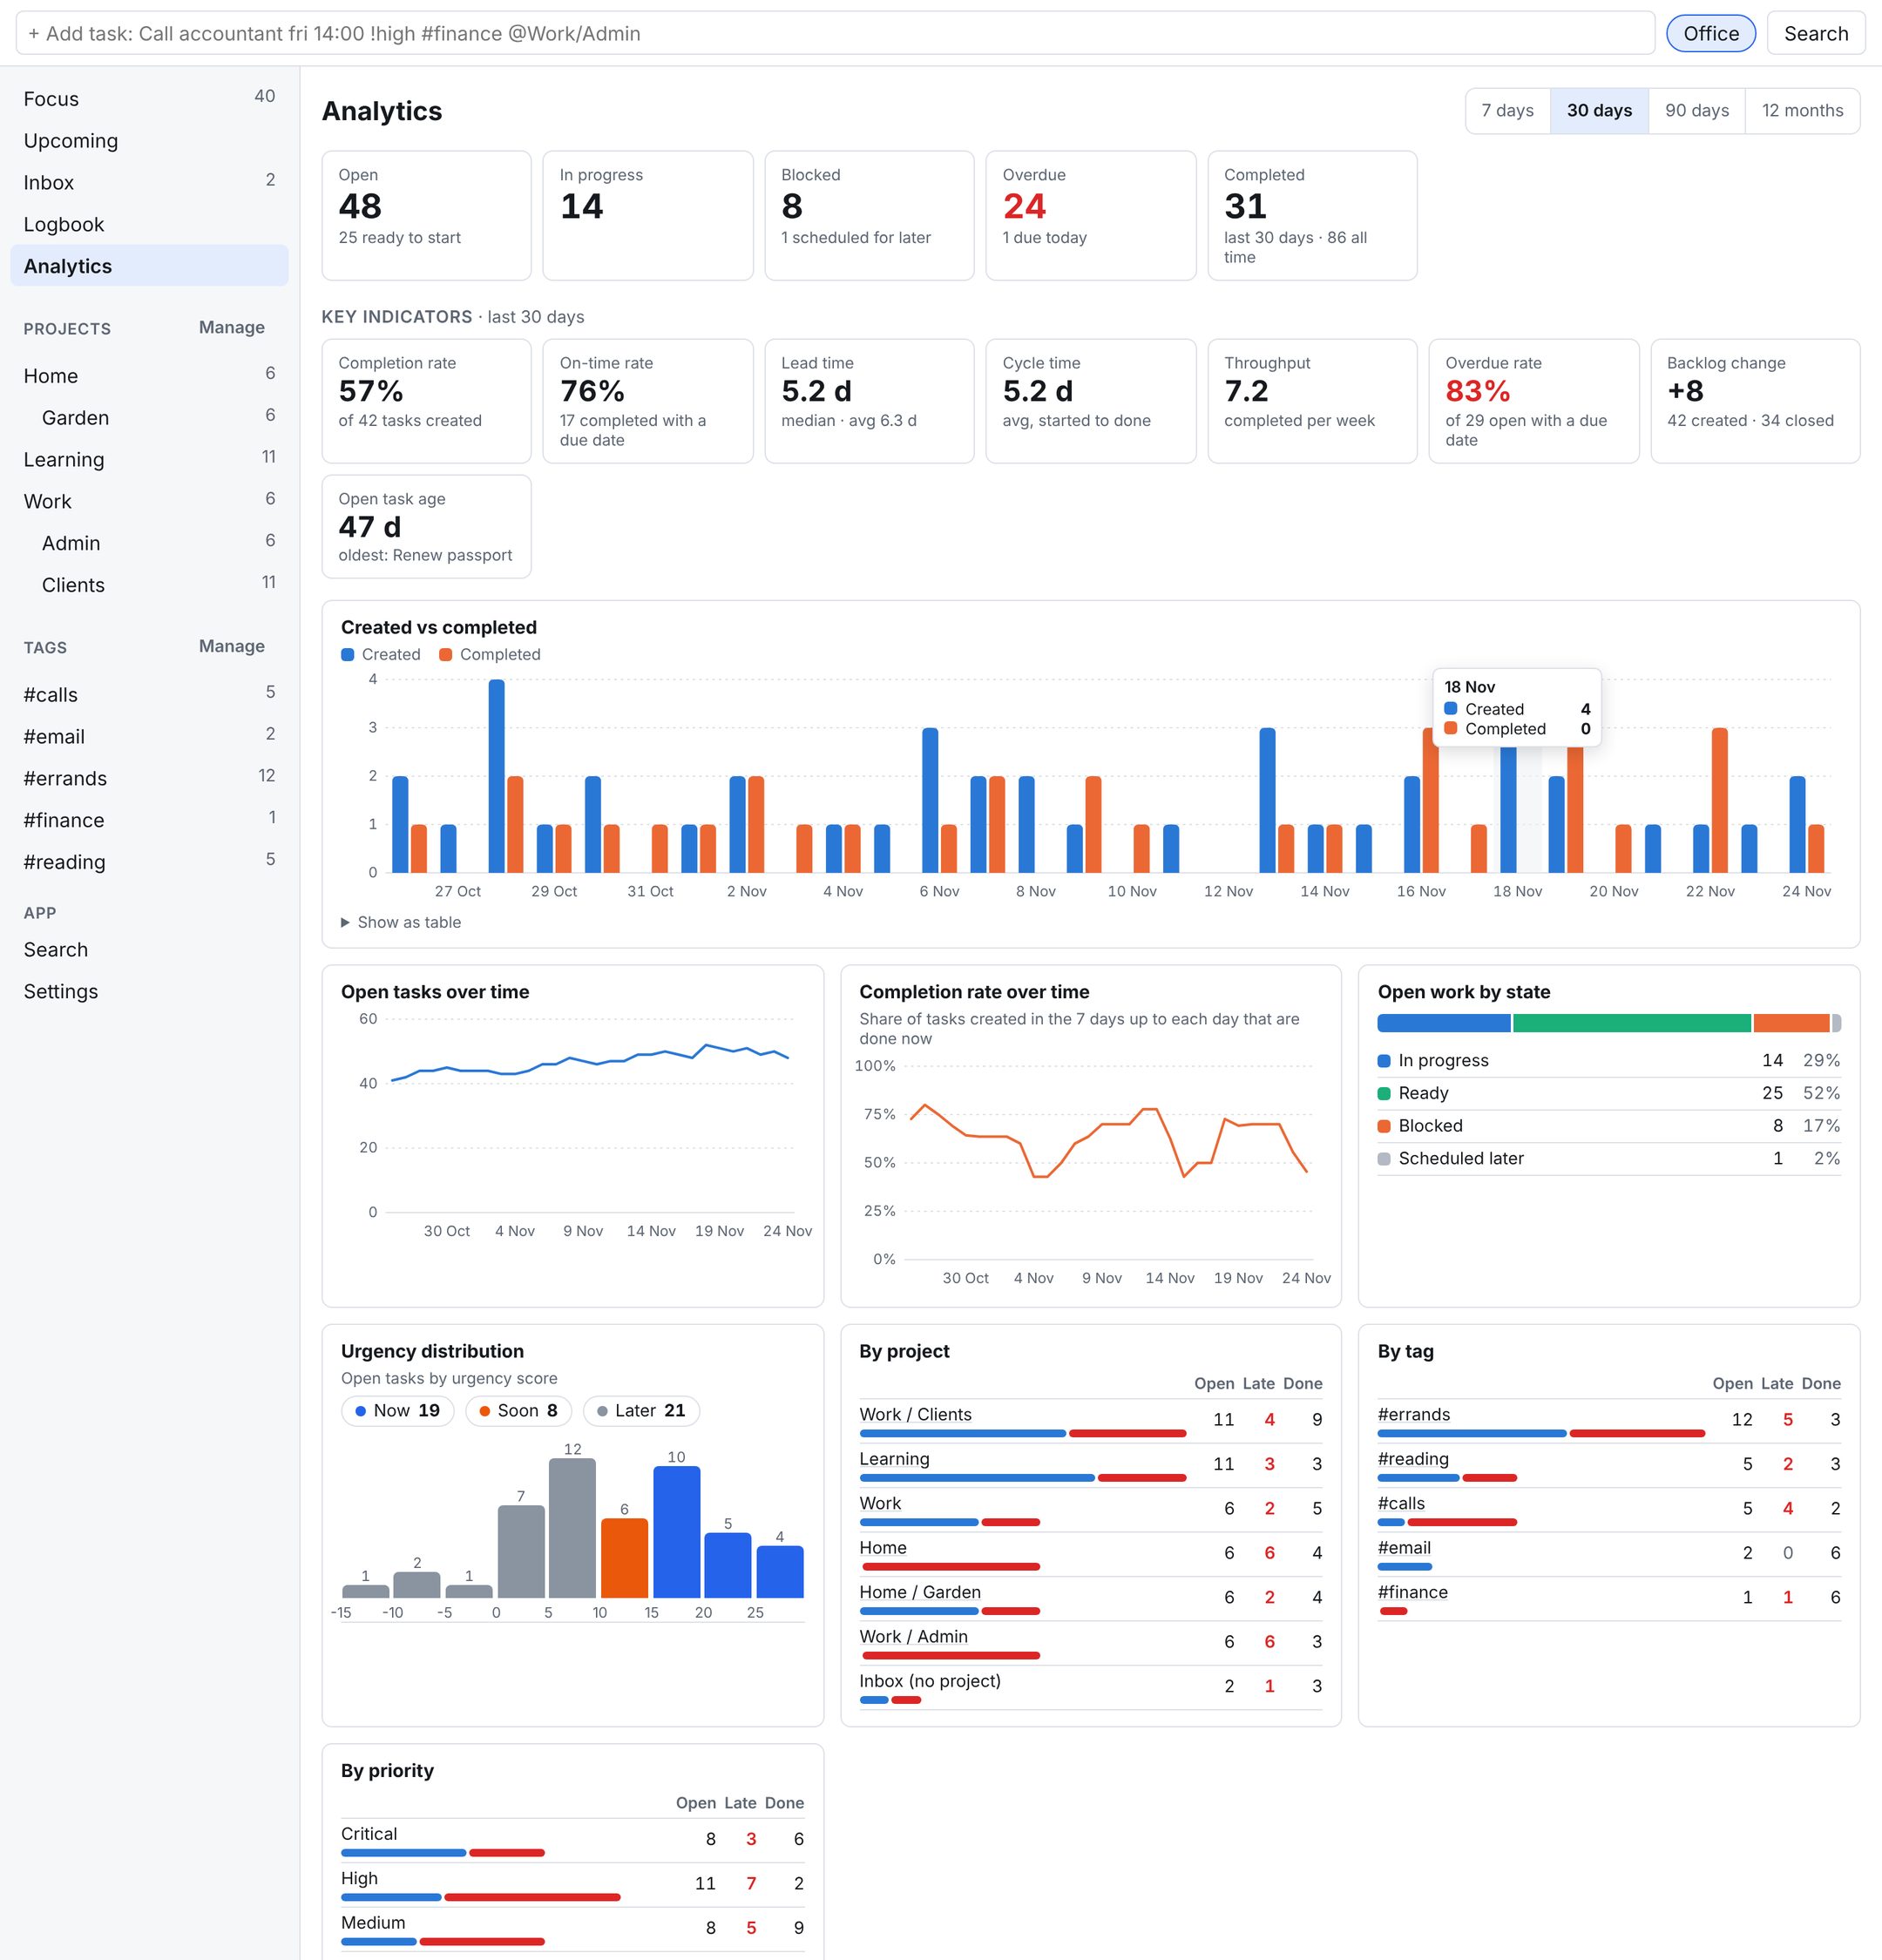 + Add task: Call accountant fri 14:00 !high #finance @Work/Admin
Office
Search
Focus 40
Upcoming
Inbox 2
Logbook
Analytics
PROJECTS Manage
Home 6
Garden 6
Learning 11
Work 6
Admin 6
Clients 11
TAGS Manage
#calls 5
#email 2
#errands 12
#finance 1
#reading 5
APP
Search
Settings
Analytics
7 days 30 days 90 days 12 months
Open
48
25 ready to start
In progress
14
Blocked
8
1 scheduled for later
Overdue
24
1 due today
Completed
31
last 30 days · 86 all
time
KEY INDICATORS · last 30 days
Completion rate
57%
of 42 tasks created
On-time rate
76%
17 completed with a
due date
Lead time
5.2 d
median · avg 6.3 d
Cycle time
5.2 d
avg, started to done
Throughput
7.2
completed per week
Overdue rate
83%
of 29 open with a due
date
Backlog change
+8
42 created · 34 closed
Open task age
47 d
oldest: Renew passport
Created vs completed
Created Completed
4
3
2
1
0
18 Nov
Created 4
Completed 0
27 Oct 29 Oct 31 Oct 2 Nov 4 Nov 6 Nov 8 Nov 10 Nov 12 Nov 14 Nov 16 Nov 18 Nov 20 Nov 22 Nov 24 Nov
Show as table
Open tasks over time
60
40
20
0
30 Oct 4 Nov 9 Nov 14 Nov 19 Nov 24 Nov
Completion rate over time
Share of tasks created in the 7 days up to each day that are
done now
100%
75%
50%
25%
0%
30 Oct 4 Nov 9 Nov 14 Nov 19 Nov 24 Nov
Open work by state
In progress 14 29%
Ready 25 52%
Blocked 8 17%
Scheduled later 1 2%
Urgency distribution
Open tasks by urgency score
Now 19 Soon 8 Later 21
1 2 1 7 12 6 10 5 4
-15 -10 -5 0 5 10 15 20 25
By project
Open Late Done
Work / Clients 11 4 9
Learning 11 3 3
Work 6 2 5
Home 6 6 4
Home / Garden 6 2 4
Work / Admin 6 6 3
Inbox (no project) 2 1 3
By tag
Open Late Done
#errands 12 5 3
#reading 5 2 3
#calls 5 4 2
#email 2 0 6
#finance 1 1 6
By priority
Open Late Done
Critical 8 3 6
High 11 7 2
Medium 8 5 9